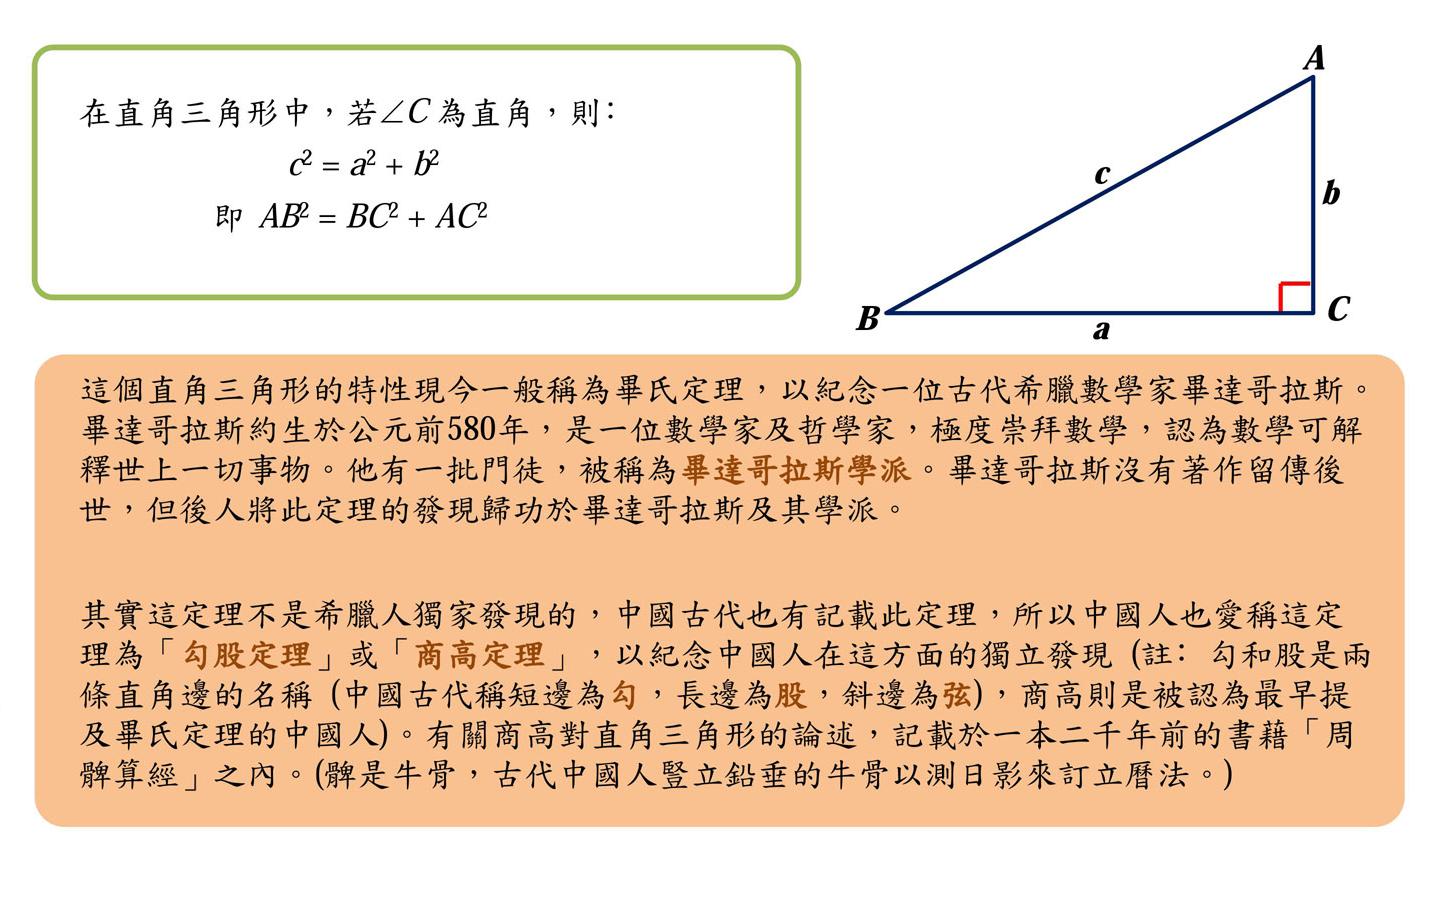 在直角三角形中，若∠C 為直角，則：
c² = a² + b²
即 AB² = BC² + AC²
A
c
b
B
C
a
這個直角三角形的特性現今一般稱為畢氏定理，以紀念一位古代希臘數學家畢達哥拉斯。
畢達哥拉斯約生於公元前580年，是一位數學家及哲學家，極度崇拜數學，認為數學可解
釋世上一切事物。他有一批門徒，被稱為畢達哥拉斯學派。畢達哥拉斯沒有著作留傳後
世，但後人將此定理的發現歸功於畢達哥拉斯及其學派。
其實這定理不是希臘人獨家發現的，中國古代也有記載此定理，所以中國人也愛稱這定
理為「勾股定理」或「商高定理」，以紀念中國人在這方面的獨立發現 (註： 勾和股是兩
條直角邊的名稱 (中國古代稱短邊為勾，長邊為股，斜邊為弦)，商高則是被認為最早提
及畢氏定理的中國人)。有關商高對直角三角形的論述，記載於一本二千年前的書藉「周
髀算經」之內。(髀是牛骨，古代中國人豎立鉛垂的牛骨以測日影來訂立曆法。)